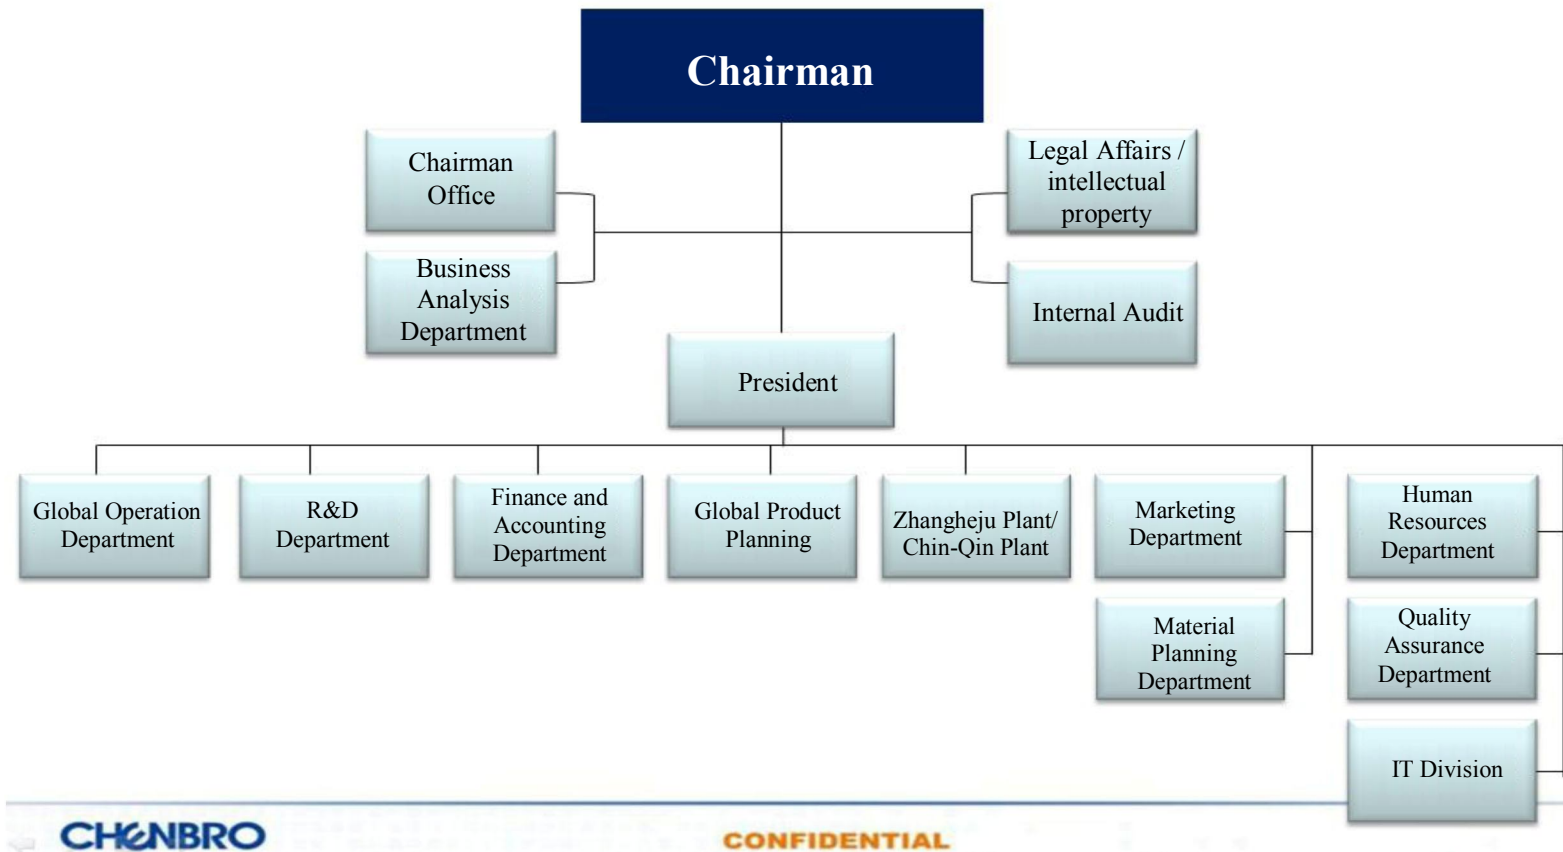 Chairman
Chairman
Office
Legal Affairs /
intellectual
property
Business
Analysis
Department
Internal Audit
President
Global Operation
Department
R&D
Department
Finance and
Accounting
Department
Global Product
Planning
Zhangheju Plant/
Chin-Qin Plant
Marketing
Department
Human
Resources
Department
Material
Planning
Department
Quality
Assurance
Department
IT Division
CHENBRO
CONFIDENTIAL